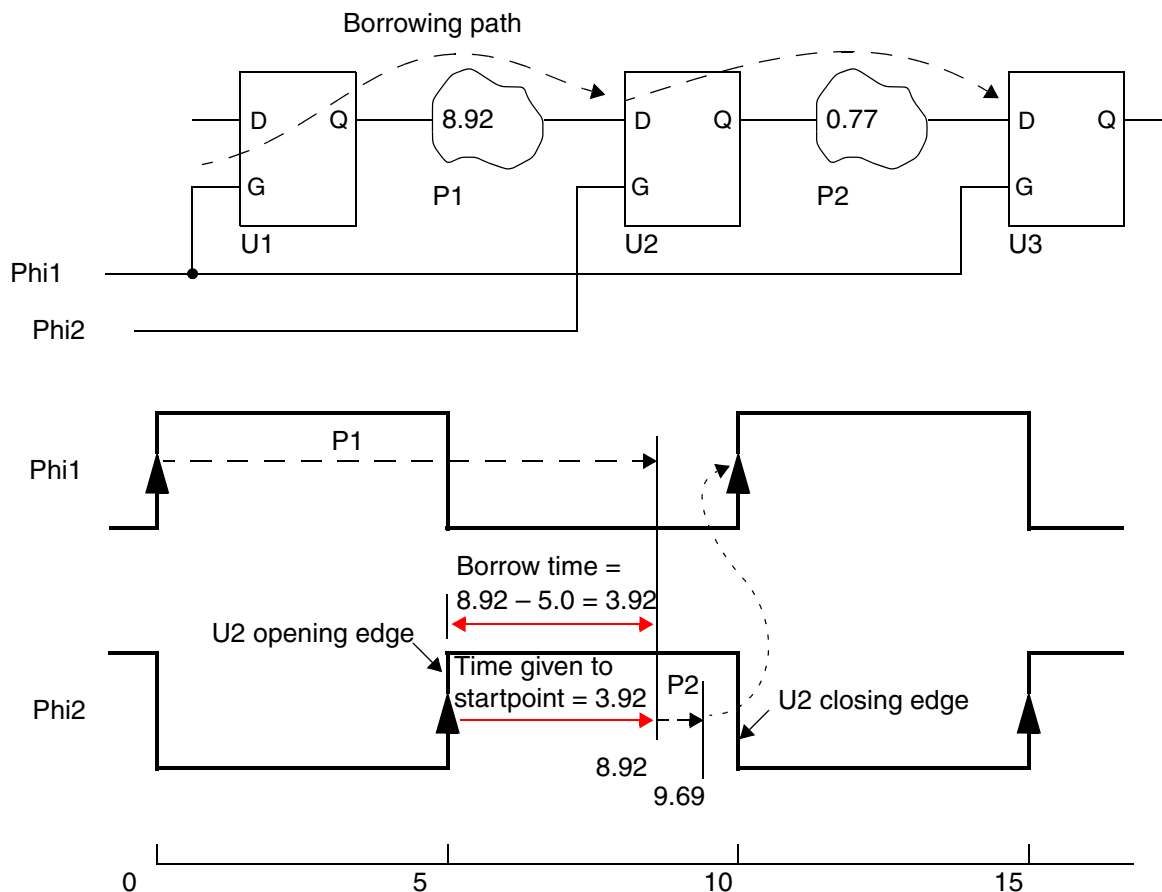 Borrowing path
D Q 8.92 D Q 0.77 D Q
G P1 G P2 G
U1 U2 U3
Phi1
Phi2
P1
Phi1
Borrow time =
8.92 – 5.0 = 3.92
U2 opening edge
Time given to
startpoint = 3.92
P2
Phi2
U2 closing edge
8.92
9.69
0 5 10 15